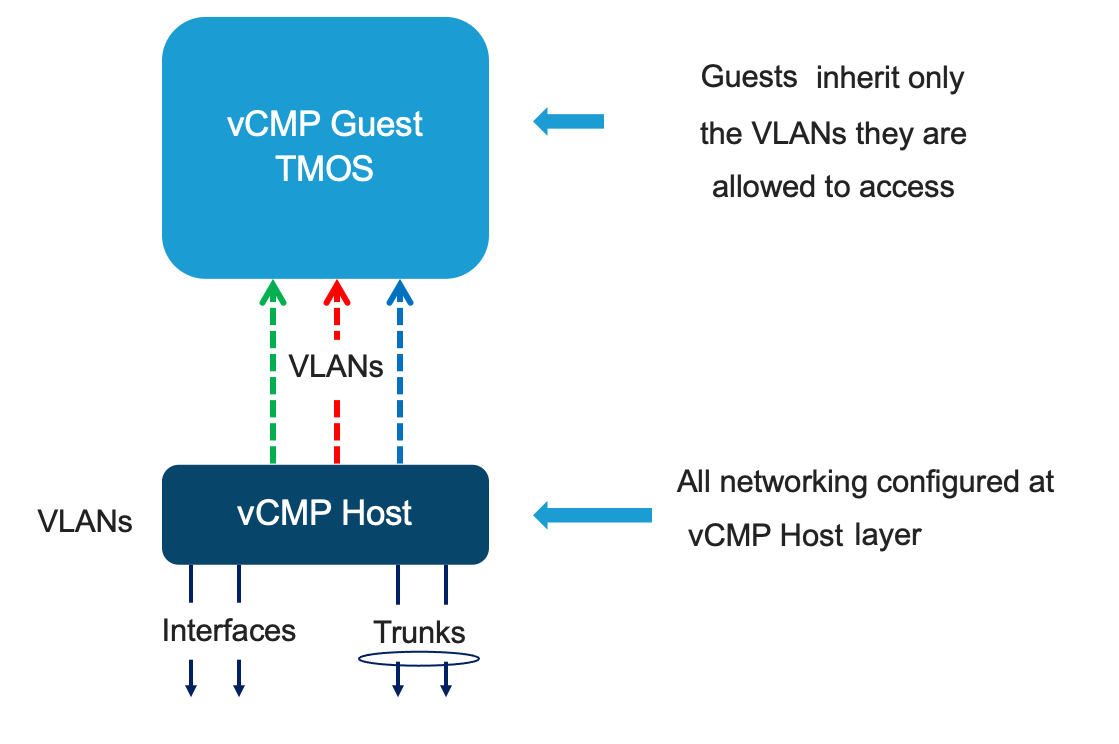 vCMP Guest
TMOS
Guests inherit only
the VLANs they are
allowed to access
VLANs
VLANs
vCMP Host
All networking configured at
vCMP Host layer
Interfaces
Trunks